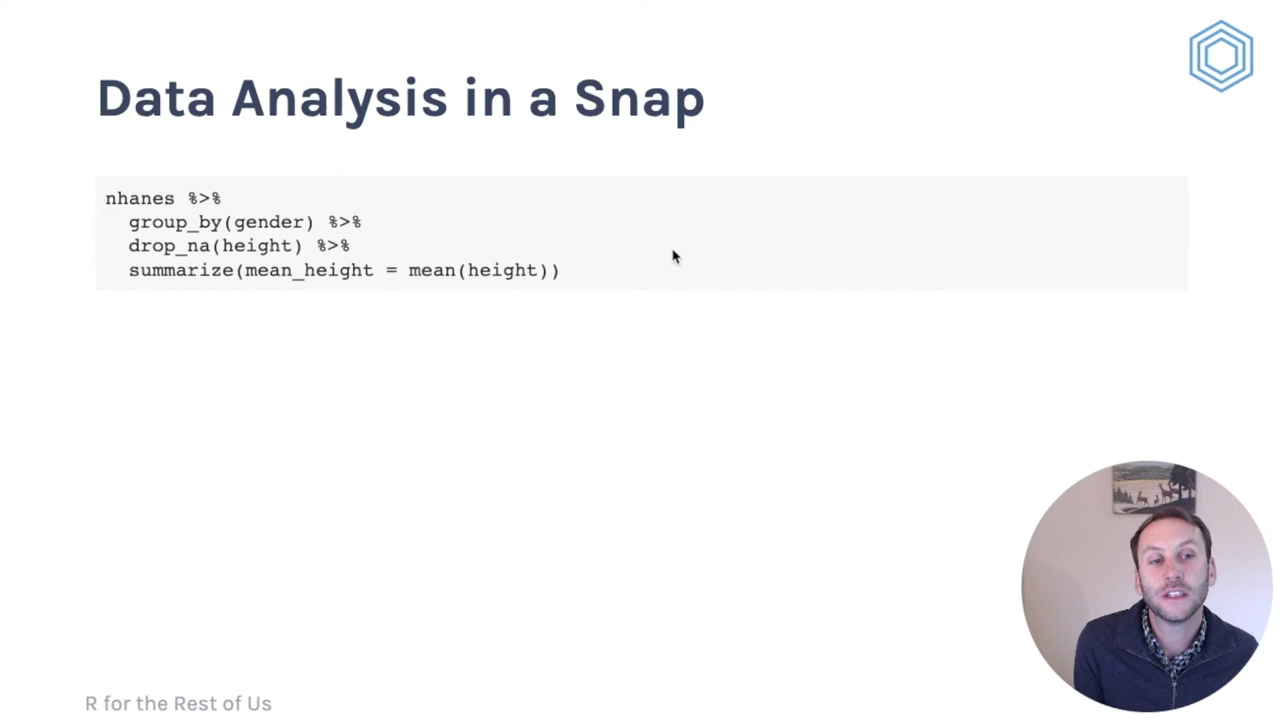 Data Analysis in a Snap
nhanes %>%
  group_by(gender) %>%
  drop_na(height) %>%
  summarize(mean_height = mean(height))
R for the Rest of Us